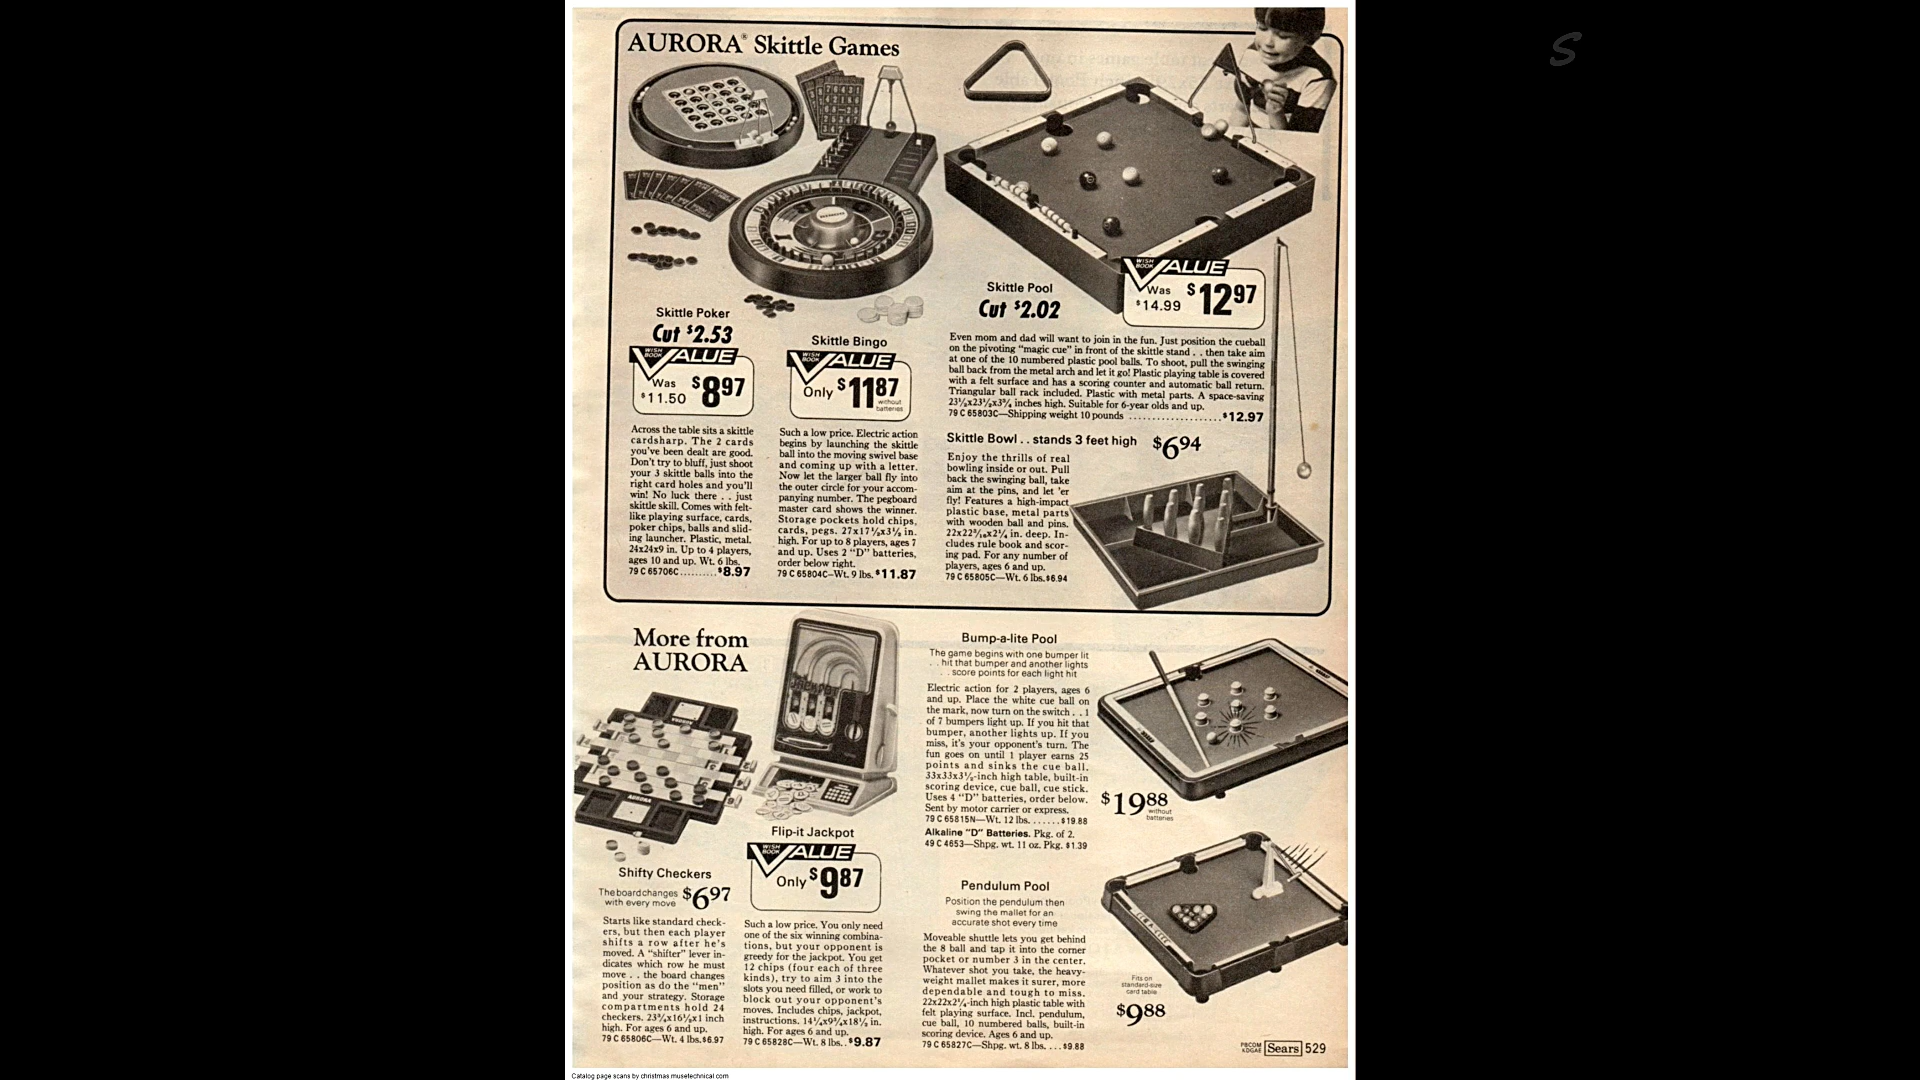 AURORA® Skittle Games
Skittle Poker
Cut $2.53
WISH BOOK VALUE
Was $11.50 $8.97
Across the table sits a skittle
cardsharp. The 2 cards
you've been dealt are good.
Don't try to bluff, just shoot
your 3 skittle balls into the
right card holes and you'll
win! No luck there . . just
skittle skill. Comes with felt-
like playing surface, cards,
poker chips, balls and slid-
ing launcher. Plastic, metal.
24x24x9 in. Up to 4 players,
ages 10 and up. Wt. 6 lbs.
79 C 65706C..........$8.97
Skittle Bingo
WISH BOOK VALUE
Only $11.87 without batteries
Such a low price. Electric action
begins by launching the skittle
ball into the moving swivel base
and coming up with a letter.
Now let the larger ball fly into
the outer circle for your accom-
panying number. The pegboard
master card shows the winner.
Storage pockets hold chips,
cards, pegs. 27x17½x3½ in.
high. For up to 8 players, ages 7
and up. Uses 2 "D" batteries,
order below right.
79 C 65804C—Wt. 9 lbs. $11.87
Skittle Pool
Cut $2.02
WISH BOOK VALUE
Was $14.99 $12.97
Even mom and dad will want to join in the fun. Just position the cueball
on the pivoting "magic cue" in front of the skittle stand . . then take aim
at one of the 10 numbered plastic pool balls. To shoot, pull the swinging
ball back from the metal arch and let it go! Plastic playing table is covered
with a felt surface and has a scoring counter and automatic ball return.
Triangular ball rack included. Plastic with metal parts. A space-saving
23½x23½x3¾ inches high. Suitable for 6-year olds and up.
79 C 65803C—Shipping weight 10 pounds ....................$12.97
Skittle Bowl . . stands 3 feet high $6.94
Enjoy the thrills of real
bowling inside or out. Pull
back the swinging ball, take
aim at the pins, and let 'er
fly! Features a high-impact
plastic base, metal parts
with wooden ball and pins.
in. deep. In-
cludes rule book and scor-
ing pad. For any number of
players, ages 6 and up.
79 C 65805C—Wt. 6 lbs. $6.94
More from
AURORA
Shifty Checkers
The board changes
with every move $6.97
Starts like standard check-
ers, but then each player
shifts a row after he's
moved. A "shifter" lever in-
dicates which row he must
move . . the board changes
position as do the "men"
and your strategy. Storage
compartments hold 24
checkers. 23¾x16½x1 inch
high. For ages 6 and up.
79 C 65806C—Wt. 4 lbs. $6.97
Flip-it Jackpot
WISH BOOK VALUE
Only $9.87
Such a low price. You only need
one of the six winning combina-
tions, but your opponent is
greedy for the jackpot. You get
12 chips (four each of three
kinds), try to aim 3 into the
slots you need filled, or work to
block out your opponent's
moves. Includes chips, jackpot,
instructions. 14¼x9¾x18½ in.
high. For ages 6 and up.
79 C 65828C—Wt. 8 lbs. . $9.87
Bump-a-lite Pool
The game begins with one bumper lit
. . hit that bumper and another lights
. . score points for each light hit
Electric action for 2 players, ages 6
and up. Place the white cue ball on
the mark, now turn on the switch . . 1
of 7 bumpers light up. If you hit that
bumper, another lights up. If you
miss, it's your opponent's turn. The
fun goes on until 1 player earns 25
points and sinks the cue ball.
33x33x3½-inch high table, built-in
scoring device, cue ball, cue stick.
Uses 4 "D" batteries, order below.
Sent by motor carrier or express.
79 C 65815N—Wt. 12 lbs. ......$19.88
Alkaline "D" Batteries. Pkg. of 2.
49 C 4653—Shpg. wt. 11 oz. Pkg. $1.39
$19.88
without
batteries
Pendulum Pool
Position the pendulum then
swing the mallet for an
accurate shot every time
Moveable shuttle lets you get behind
the 8 ball and tap it into the corner
pocket or number 3 in the center.
Whatever shot you take, the heavy-
weight mallet makes it surer, more
dependable and tough to miss.
22x22x2¼-inch high plastic table with
felt playing surface. Incl. pendulum,
cue ball, 10 numbered balls, built-in
scoring device. Ages 6 and up.
79 C 65827C—Shpg. wt. 8 lbs. ... $9.88
Fits on
standard-size
card table
$9.88
PBCOM
KDGAE Sears 529
Catalog page scans by christmas.musetechnical.com
S
JACKPOT
AURORA